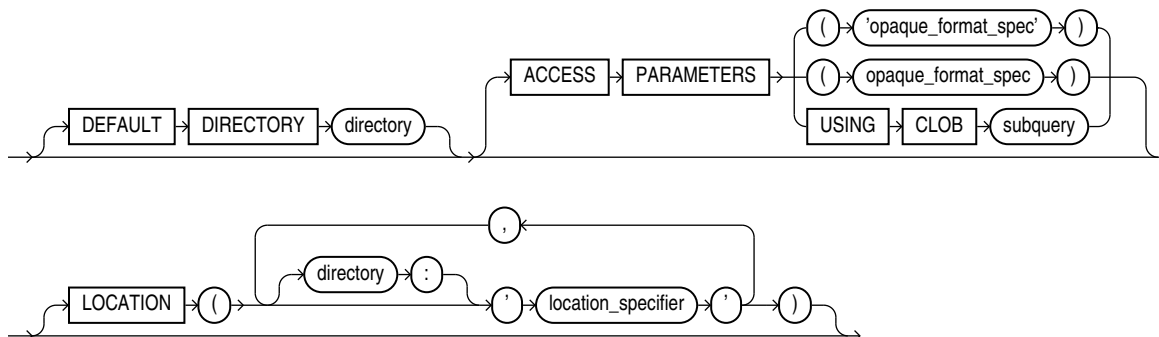 ( 'opaque_format_spec' )
ACCESS PARAMETERS ( opaque_format_spec )
DEFAULT DIRECTORY directory USING CLOB subquery
,
directory :
LOCATION ( ' location_specifier ' )